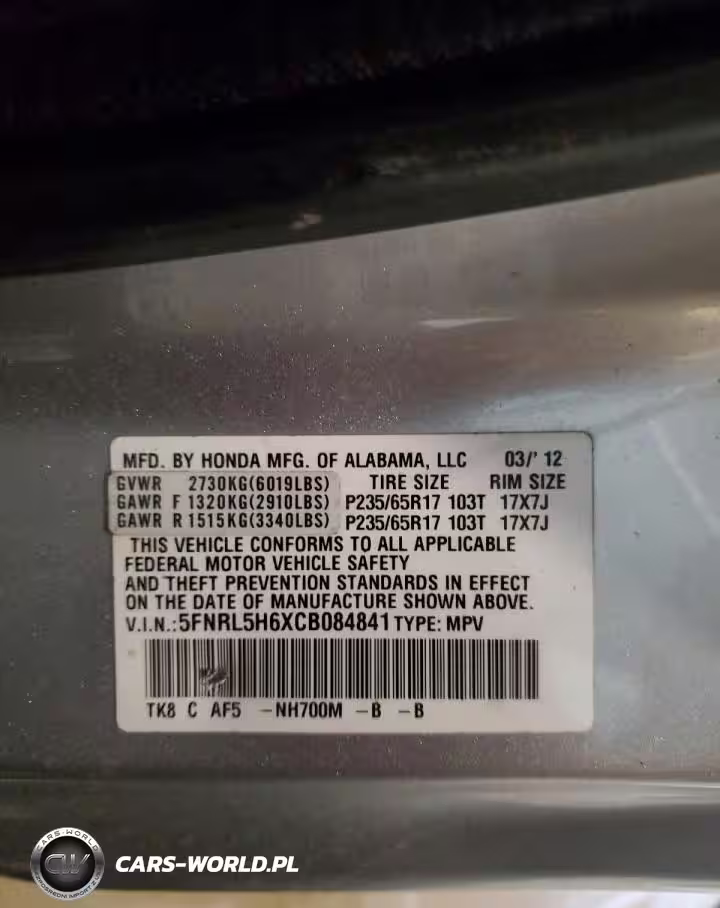 MFD. BY HONDA MFG. OF ALABAMA, LLC 03/' 12
GVWR 2730KG(6019LBS) TIRE SIZE RIM SIZE
GAWR F 1320KG(2910LBS) P235/65R17 103T 17X7J
GAWR R 1515KG(3340LBS) P235/65R17 103T 17X7J
THIS VEHICLE CONFORMS TO ALL APPLICABLE
FEDERAL MOTOR VEHICLE SAFETY
AND THEFT PREVENTION STANDARDS IN EFFECT
ON THE DATE OF MANUFACTURE SHOWN ABOVE.
V.I.N.:5FNRL5H6XCB084841 TYPE: MPV
TK8 C AF5 -NH700M -B -B
CARS-WORLD
CW
CARS-WORLD.PL